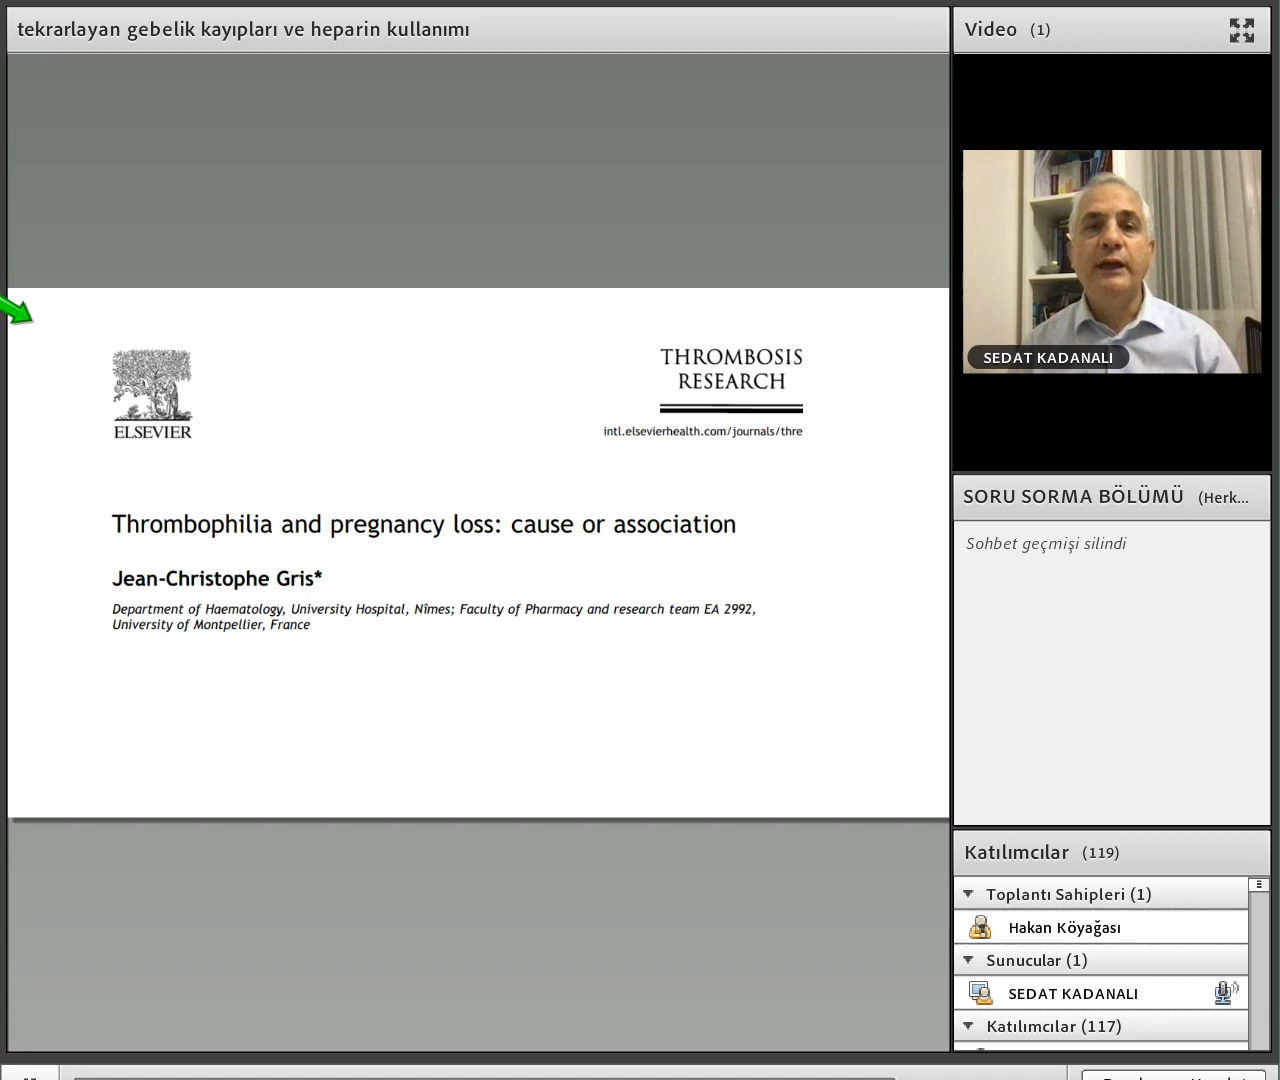 tekrarlayan gebelik kayıpları ve heparin kullanımı
Video (1)
SEDAT KADANALI
ELSEVIER
THROMBOSIS
RESEARCH
intl.elsevierhealth.com/journals/thre
Thrombophilia and pregnancy loss: cause or association
Jean-Christophe Gris*
Department of Haematology, University Hospital, Nîmes; Faculty of Pharmacy and research team EA 2992,
University of Montpellier, France
SORU SORMA BÖLÜMÜ (Herk...
Sohbet geçmişi silindi
Katılımcılar (119)
Toplantı Sahipleri (1)
Hakan Köyağası
Sunucular (1)
SEDAT KADANALI
Katılımcılar (117)